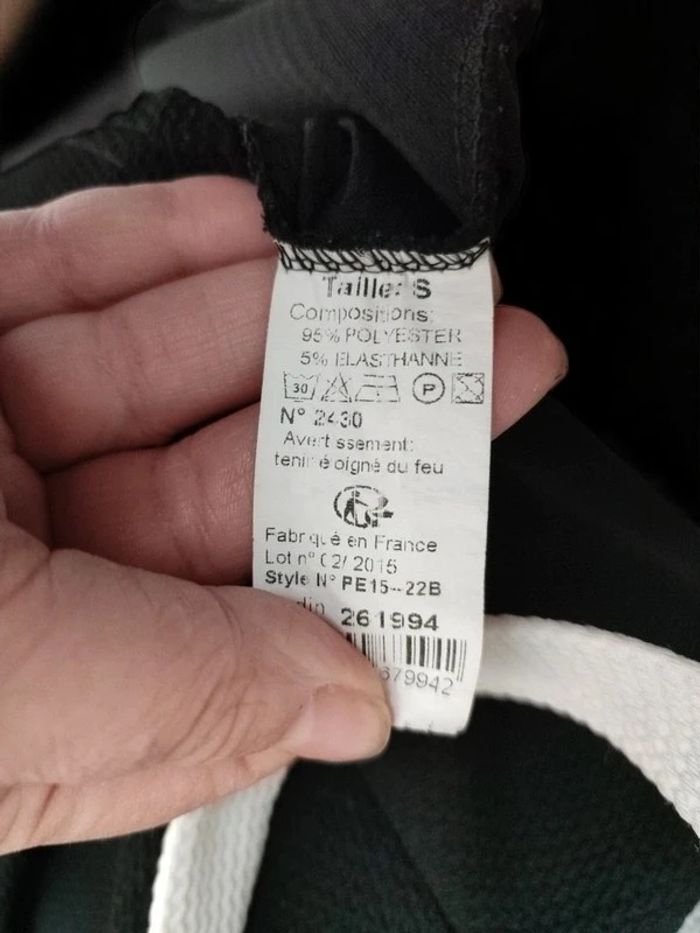 Taille: S
Compositions:
95% POLYESTER
5% ELASTHANNE
30 P
N° 2430
Avertissement:
tenir éloigné du feu
Fabriqué en France
Lot n° 02/ 2015
Style N° PE15--22B
261994
679942